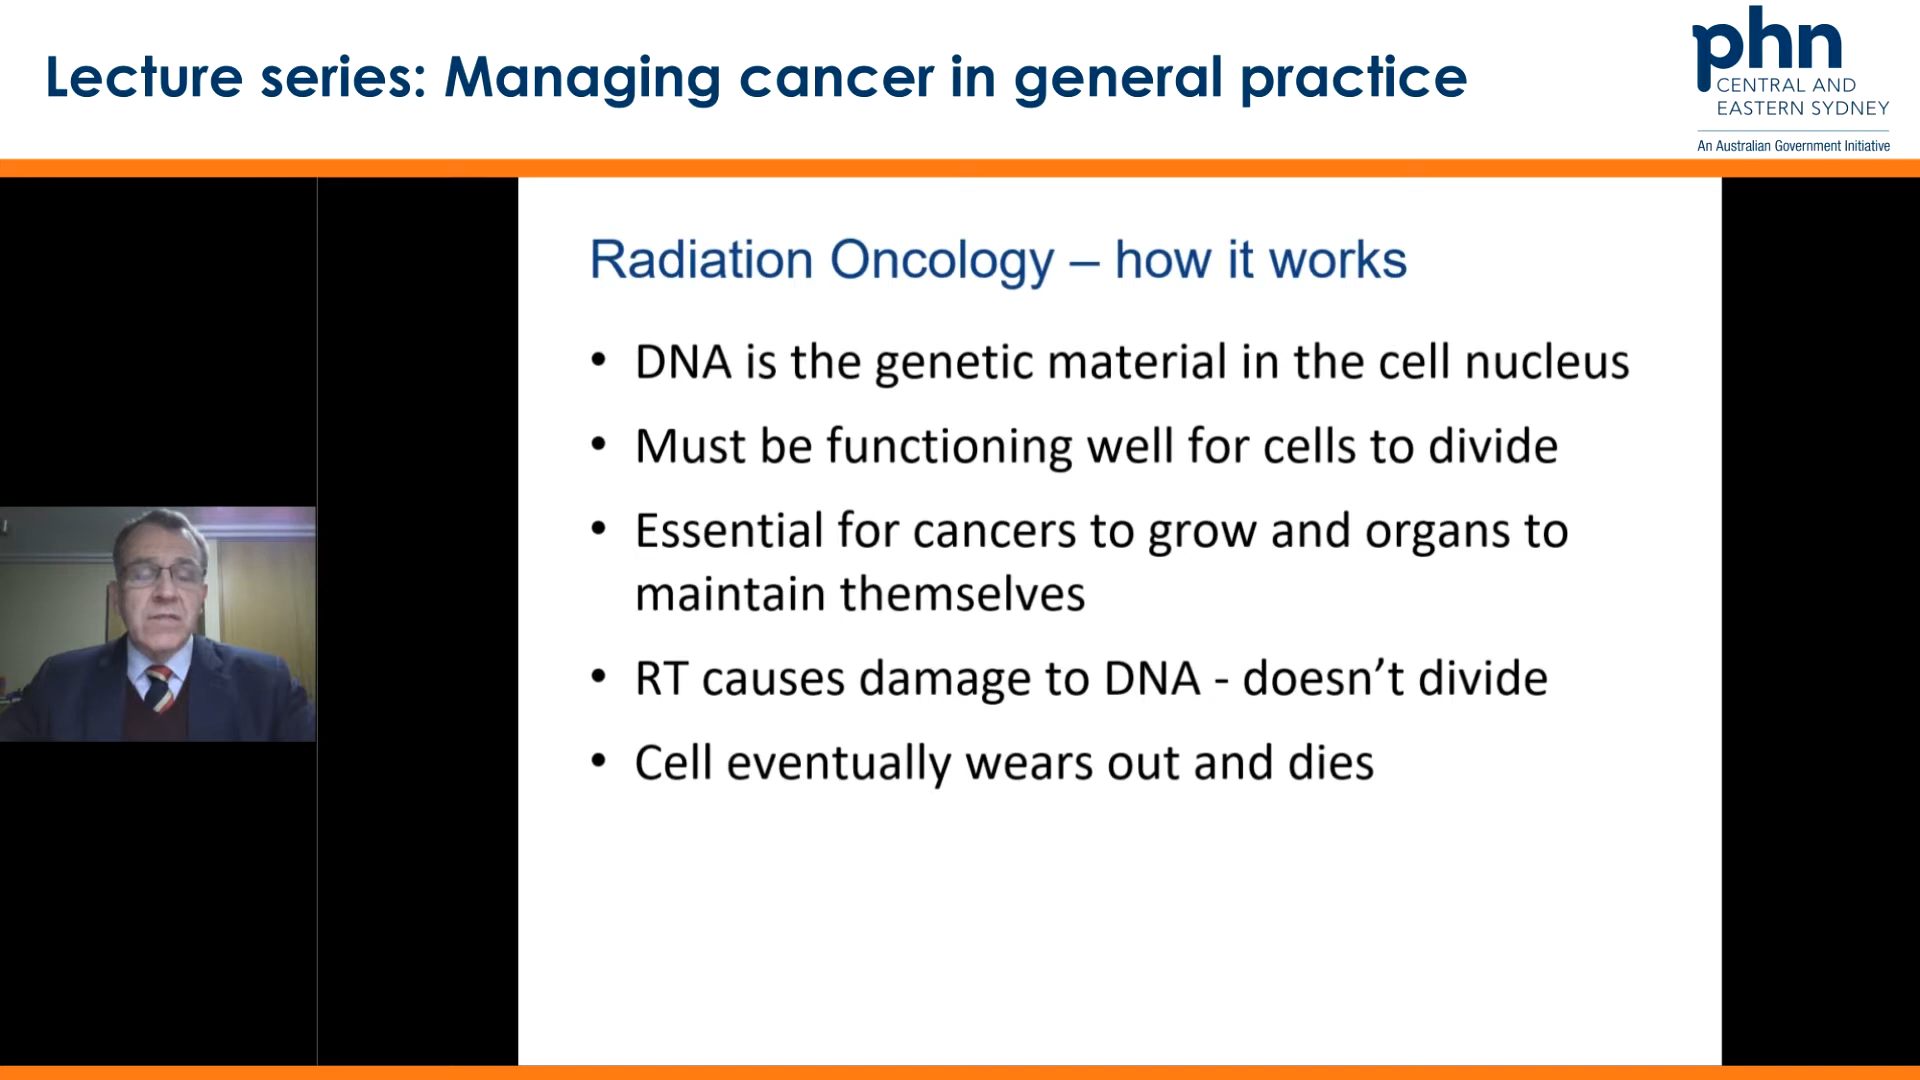 Lecture series: Managing cancer in general practice
phn
CENTRAL AND
EASTERN SYDNEY
An Australian Government Initiative
Radiation Oncology – how it works
• DNA is the genetic material in the cell nucleus
• Must be functioning well for cells to divide
• Essential for cancers to grow and organs to
maintain themselves
• RT causes damage to DNA - doesn’t divide
• Cell eventually wears out and dies